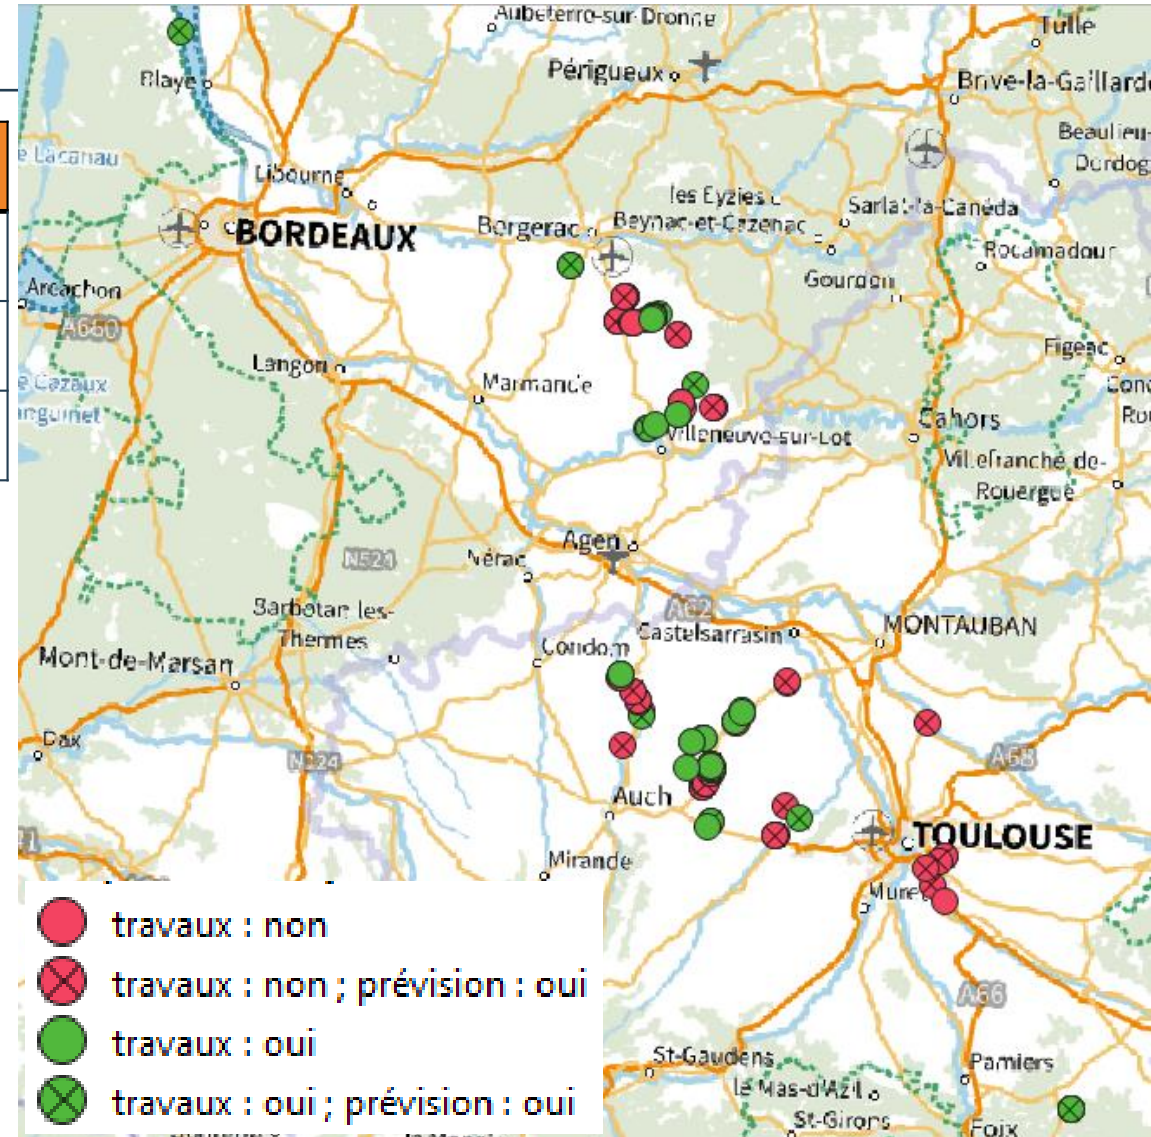 Aubeterre-sur-Dronne
Tulle
Périgueux
Blaye
Brive-la-Gaillarde
Beaulieu-
Dordog
e Lacanau
Libourne
les Eyzies
Sarlat-la-Canéda
BORDEAUX
Bergerac
Beynac-et-Cazenac
Rocamadour
Gourdon
Arcachon
A660
Figeac
Langon
e Cazaux
Marmande
nguinet
Cahors
Villeneuve-sur-Lot
Villefranche-de-
Rouergue
Agen
N524
Nérac
A62
Barbotan-les-
Thermes
Castelsarrasin
MONTAUBAN
Condom
Mont-de-Marsan
Dax
N124
A68
Auch
TOULOUSE
Mirande
Muret
travaux : non
travaux : non ; prévision : oui
travaux : oui
travaux : oui ; prévision : oui
A66
St-Gaudens
Pamiers
le Mas-d'Azil
St-Girons
Foix